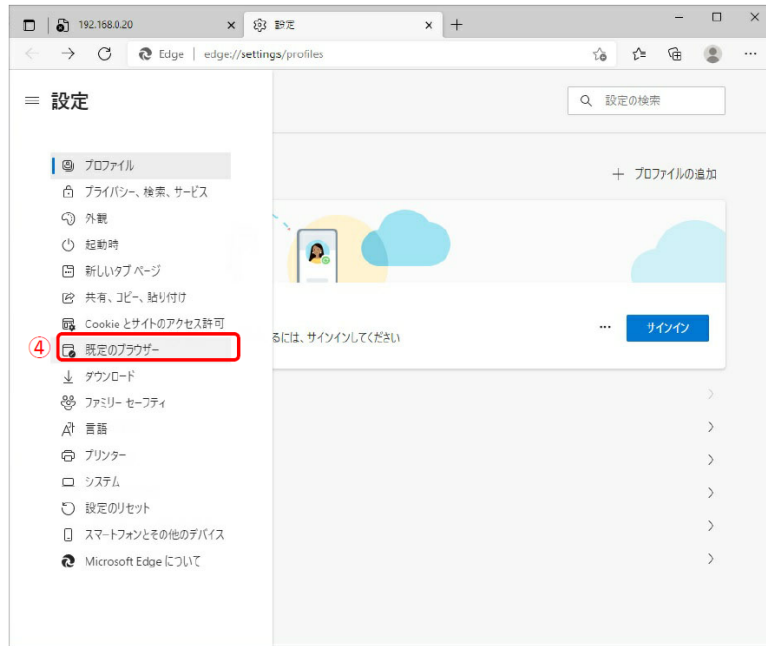 192.168.0.20
設定
Edge | edge://settings/profiles
設定
設定の検索
プロファイル
プロファイルの追加
プライバシー、検索、サービス
外観
起動時
新しいタブ ページ
共有、コピー、貼り付け
Cookie とサイトのアクセス許可
サインイン
④ 既定のブラウザー
るには、サインインしてください
ダウンロード
ファミリー セーフティ
言語
プリンター
システム
設定のリセット
スマートフォンとその他のデバイス
Microsoft Edge について